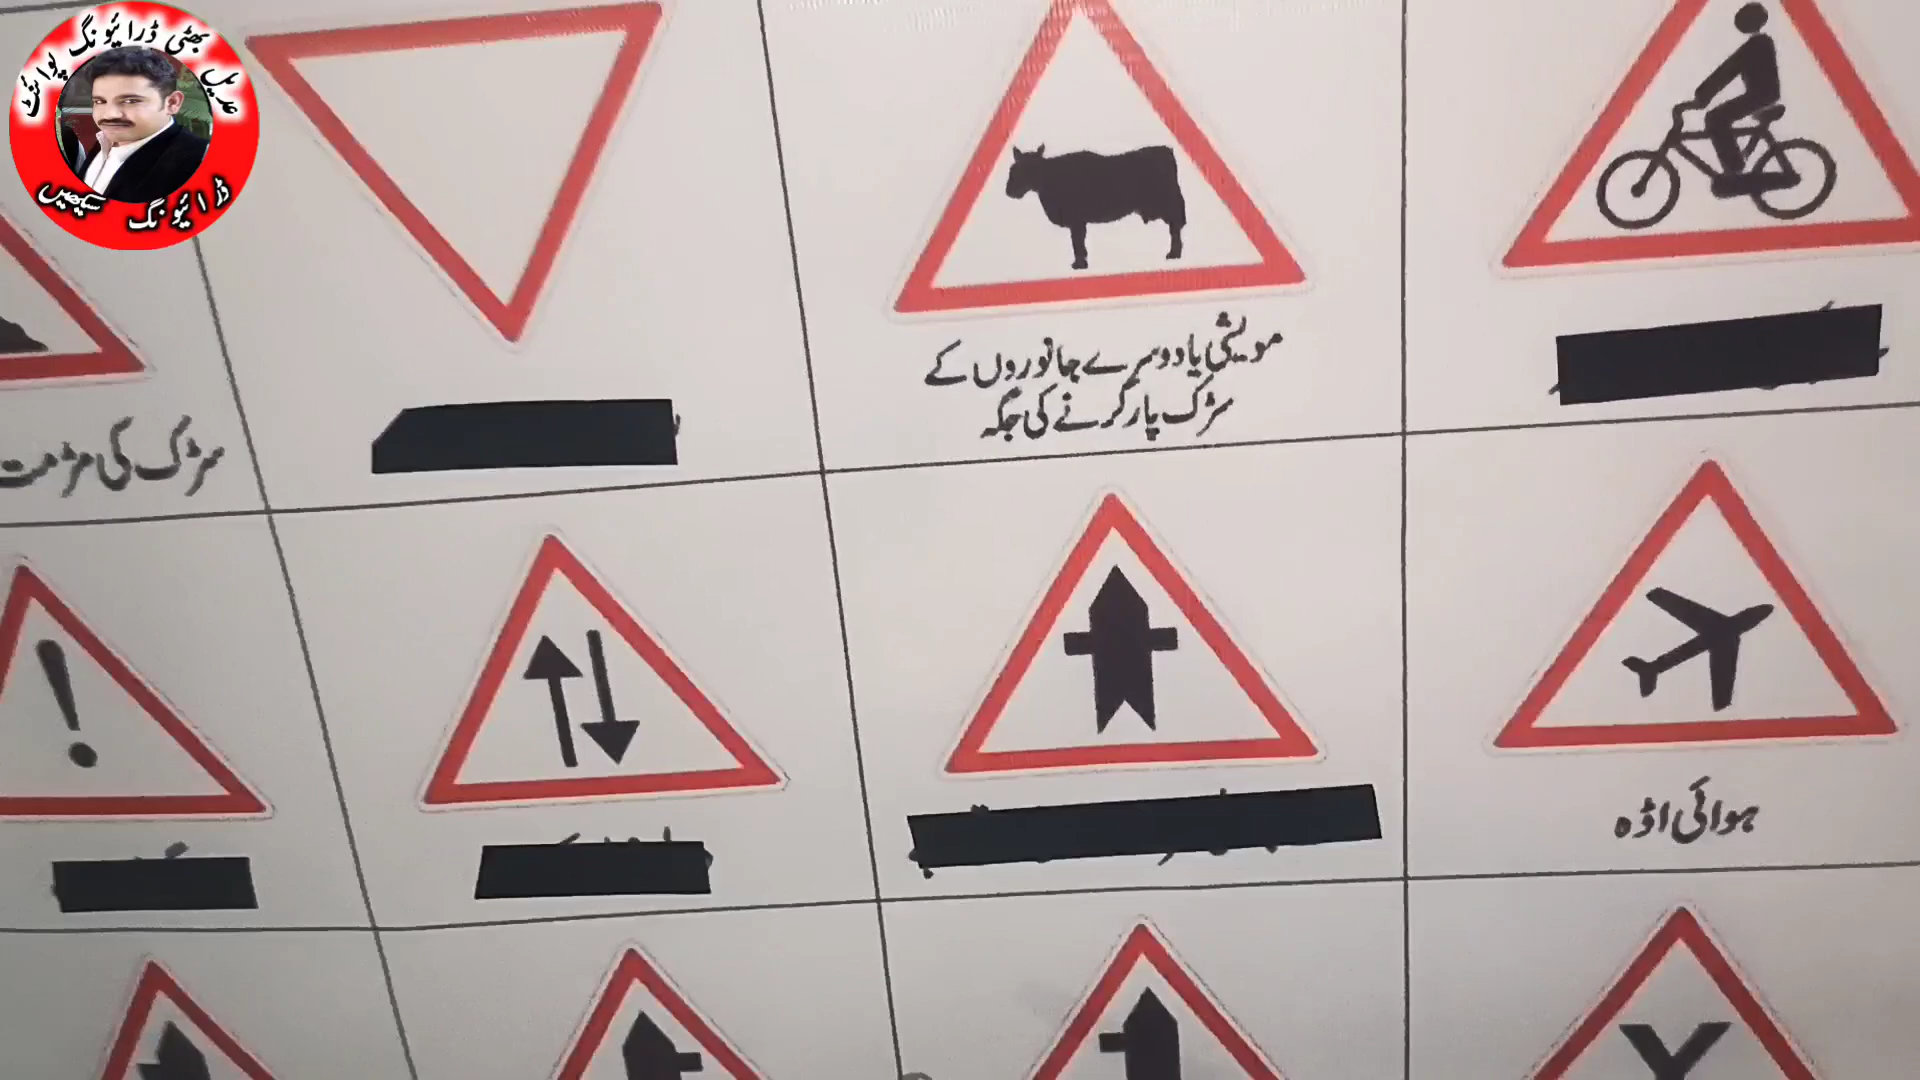 عدیل بھٹی ڈرائیونگ پوائنٹ
ڈرائیونگ سیکھیں
مویشی یا دوسرے جانوروں کے
سڑک پار کرنے کی جگہ
سڑک کی مرمت
ہوائی اڈہ